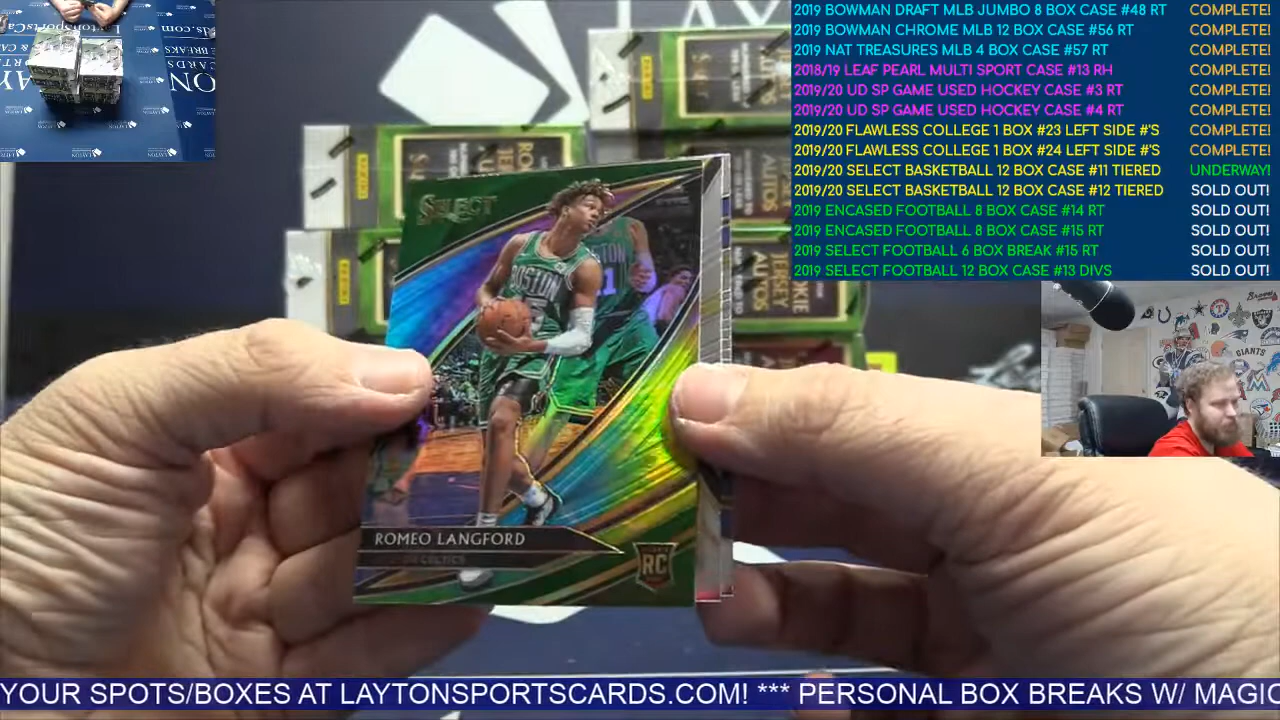 2019 BOWMAN DRAFT MLB JUMBO 8 BOX CASE #48 RT COMPLETE!
2019 BOWMAN CHROME MLB 12 BOX CASE #56 RT COMPLETE!
2019 NAT TREASURES MLB 4 BOX CASE #57 RT COMPLETE!
2018/19 LEAF PEARL MULTI SPORT CASE #13 RH COMPLETE!
2019/20 UD SP GAME USED HOCKEY CASE #3 RT COMPLETE!
2019/20 UD SP GAME USED HOCKEY CASE #4 RT COMPLETE!
2019/20 FLAWLESS COLLEGE 1 BOX #23 LEFT SIDE #'S COMPLETE!
2019/20 FLAWLESS COLLEGE 1 BOX #24 LEFT SIDE #'S COMPLETE!
2019/20 SELECT BASKETBALL 12 BOX CASE #11 TIERED UNDERWAY!
2019/20 SELECT BASKETBALL 12 BOX CASE #12 TIERED SOLD OUT!
2019 ENCASED FOOTBALL 8 BOX CASE #14 RT SOLD OUT!
2019 ENCASED FOOTBALL 8 BOX CASE #15 RT SOLD OUT!
2019 SELECT FOOTBALL 6 BOX BREAK #15 RT SOLD OUT!
2019 SELECT FOOTBALL 12 BOX CASE #13 DIVS SOLD OUT!
SELECT
BOSTON
ROMEO LANGFORD
RC
JERSEY
AUTOS
GIANTS
YOUR SPOTS/BOXES AT LAYTONSPORTSCARDS.COM! *** PERSONAL BOX BREAKS W/ MAGIC